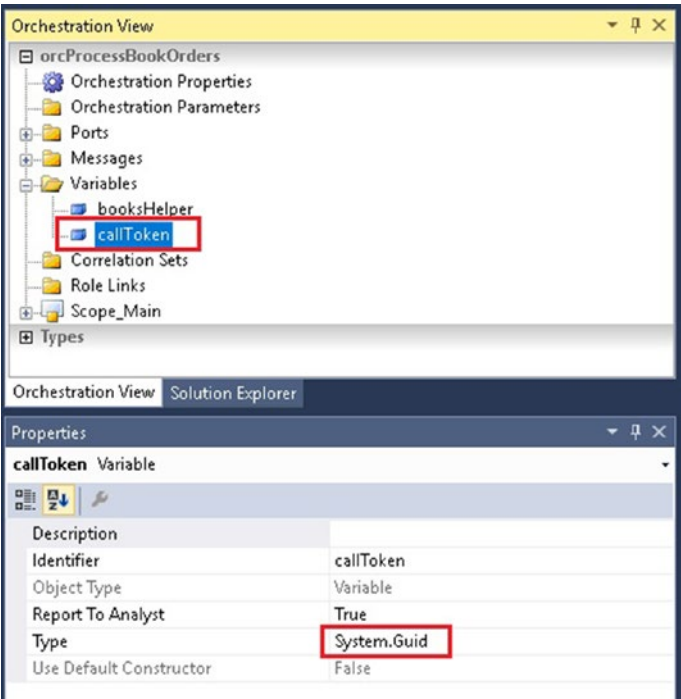 Orchestration View
orcProcessBookOrders
Orchestration Properties
Orchestration Parameters
Ports
Messages
Variables
booksHelper
callToken
Correlation Sets
Role Links
Scope_Main
Types
Orchestration View Solution Explorer
Properties
callToken Variable
Description
Identifier callToken
Object Type Variable
Report To Analyst True
Type System.Guid
Use Default Constructor False